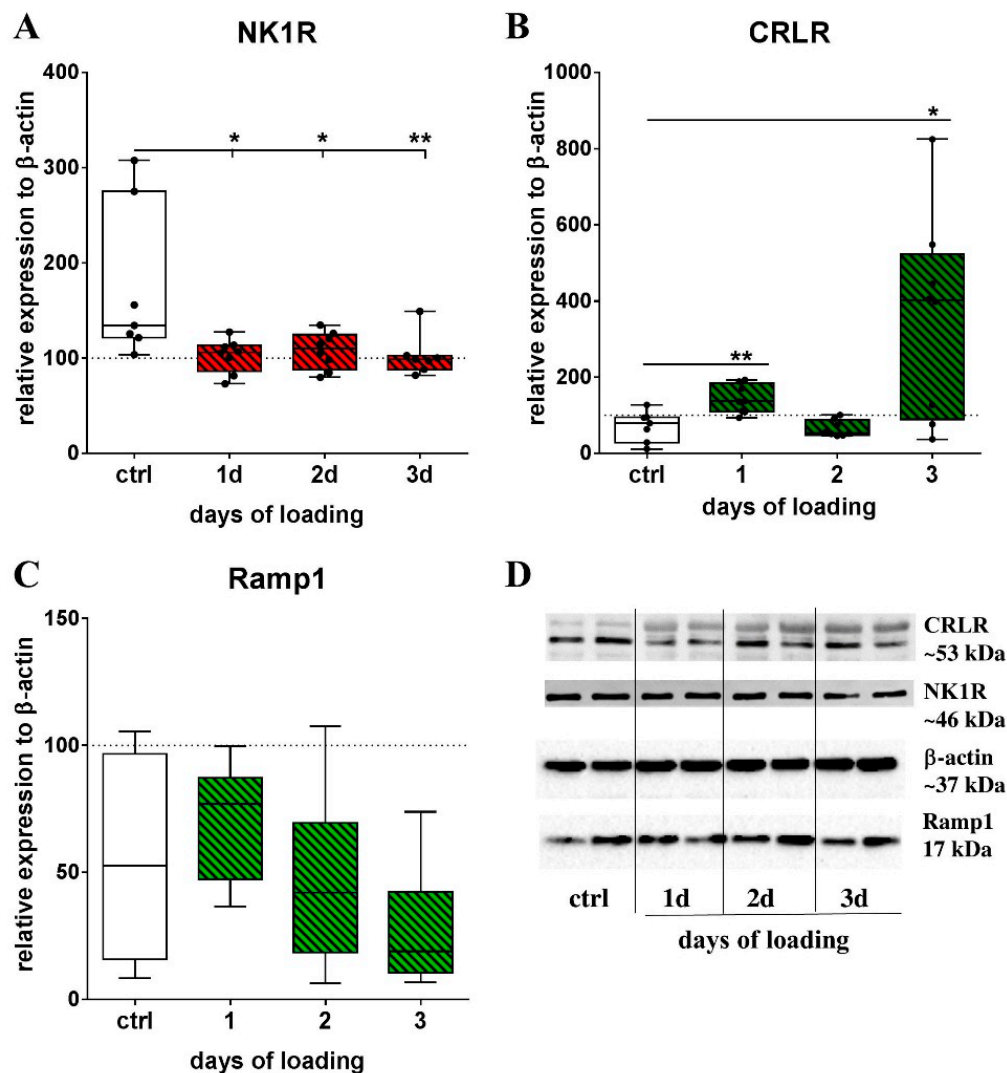 A
NK1R
relative expression to β-actin
400
300
200
100
0
* * **
ctrl 1d 2d 3d
days of loading
B
CRLR
relative expression to β-actin
1000
800
600
400
200
0
*
**
ctrl 1 2 3
days of loading
C
Ramp1
relative expression to β-actin
150
100
50
0
ctrl 1 2 3
days of loading
D
CRLR
~53 kDa
NK1R
~46 kDa
β-actin
~37 kDa
Ramp1
17 kDa
ctrl 1d 2d 3d
days of loading